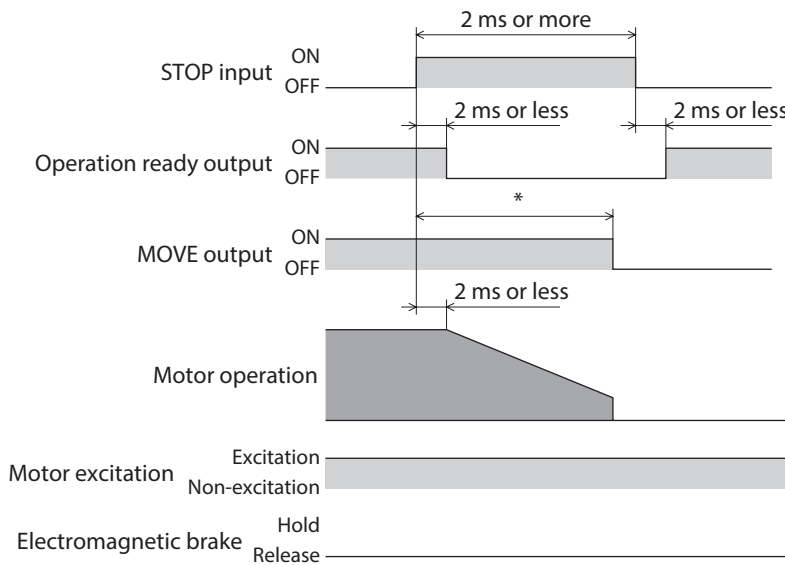 2 ms or more
STOP input
ON
OFF
2 ms or less
2 ms or less
Operation ready output
ON
OFF
*
MOVE output
ON
OFF
2 ms or less
Motor operation
Motor excitation
Excitation
Non-excitation
Electromagnetic brake
Hold
Release